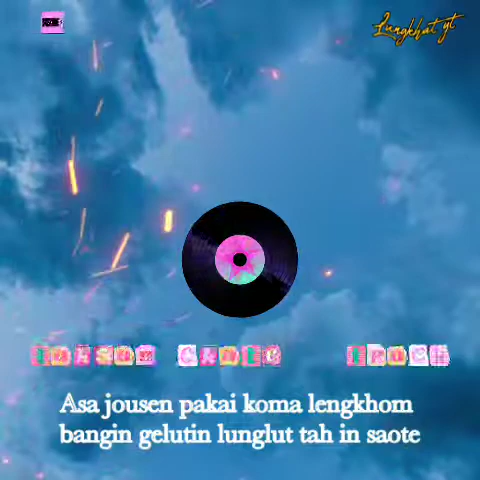 Lungkhat yt
Asa jousen pakai koma lengkhom
bangin gelutin lunglut tah in saote